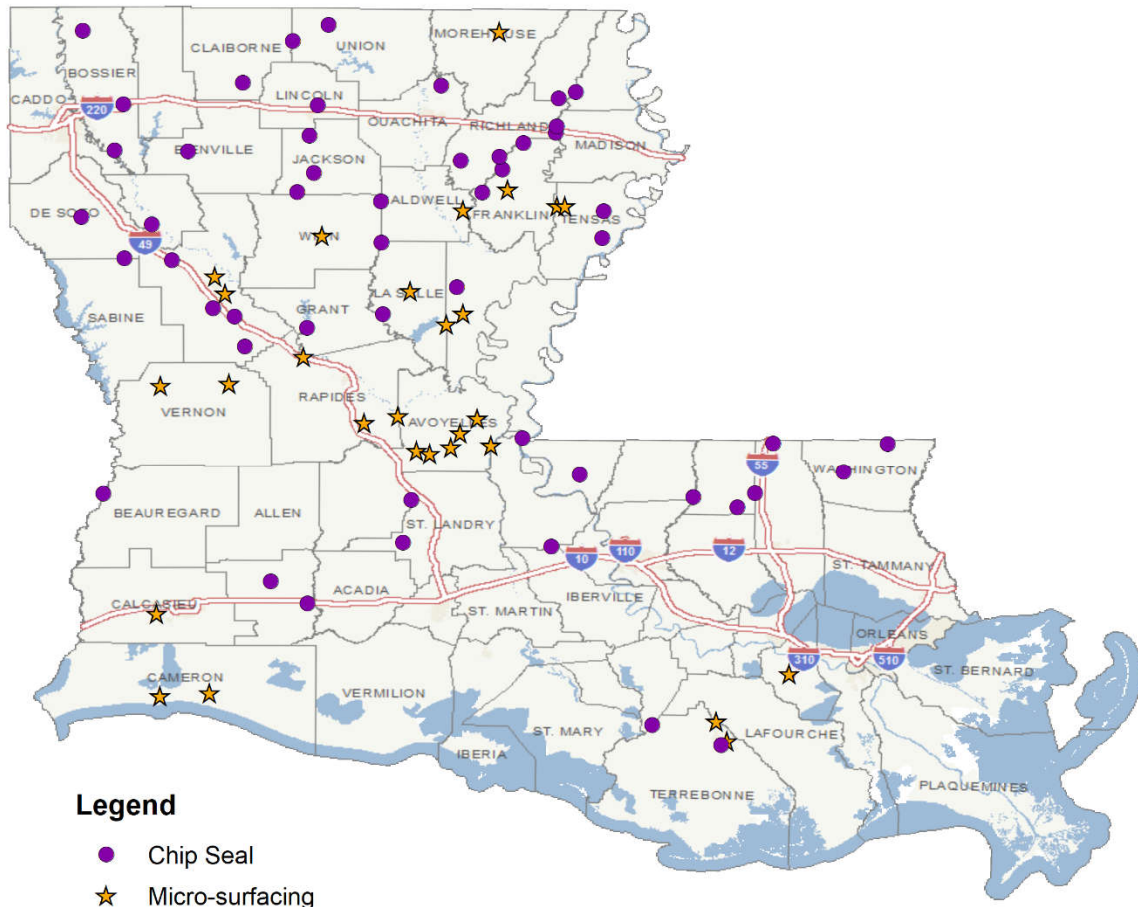 MOREHOUSE
UNION
CLAIBORNE
BOSSIER
LINCOLN
CADDO
220
OUACHITA
RICHLAND
MADISON
BIENVILLE
JACKSON
ALDWELL
FRANKLIN
TENSAS
DE SOTO
WINN
49
LA SALLE
GRANT
SABINE
RAPIDES
VERNON
AVOYELLES
55
WASHINGTON
BEAUREGARD
ALLEN
ST. LANDRY
110
12
10
ST. TAMMANY
ACADIA
IBERVILLE
CALCASIEU
ST. MARTIN
ORLEANS
310
510
ST. BERNARD
CAMERON
VERMILION
ST. MARY
LAFOURCHE
IBERIA
PLAQUEMINES
TERREBONNE
Legend
Chip Seal
Micro-surfacing